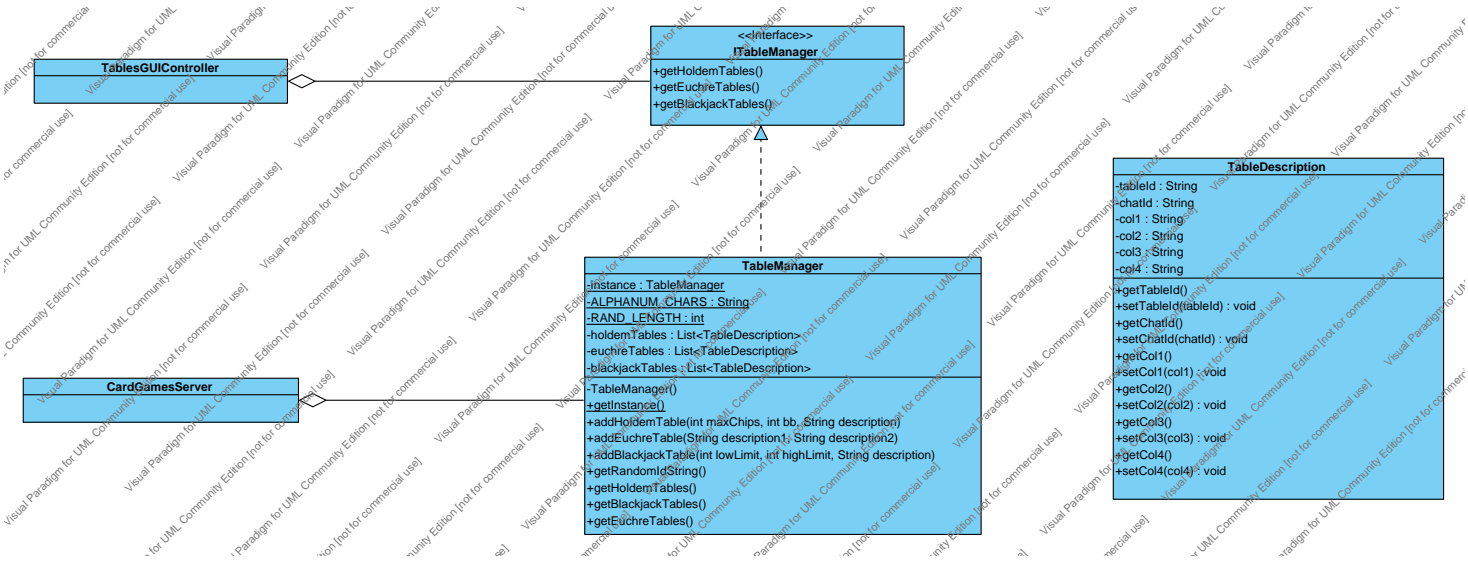 TablesGUIController
<<Interface>>
ITableManager
+getHoldemTables()
+getEuchreTables()
+getBlackjackTables()
TableDescription
-tableId : String
-chatId : String
-col1 : String
-col2 : String
-col3 : String
-col4 : String
+getTableId()
+setTableId(tableId) : void
+getChatId()
+setChatId(chatId) : void
+getCol1()
+setCol1(col1) : void
+getCol2()
+setCol2(col2) : void
+getCol3()
+setCol3(col3) : void
+getCol4()
+setCol4(col4) : void
TableManager
-instance : TableManager
-ALPHANUM_CHARS : String
-RAND_LENGTH : int
-holdemTables : List<TableDescription>
-euchreTables : List<TableDescription>
-blackjackTables : List<TableDescription>
-TableManager()
+getInstance()
+addHoldemTable(int maxChips, int bb, String description)
+addEuchreTable(String description1, String description2)
+addBlackjackTable(int lowLimit, int highLimit, String description)
+getRandomIdString()
+getHoldemTables()
+getBlackjackTables()
+getEuchreTables()
CardGamesServer
Visual Paradigm for UML Community Edition [not for commercial use]